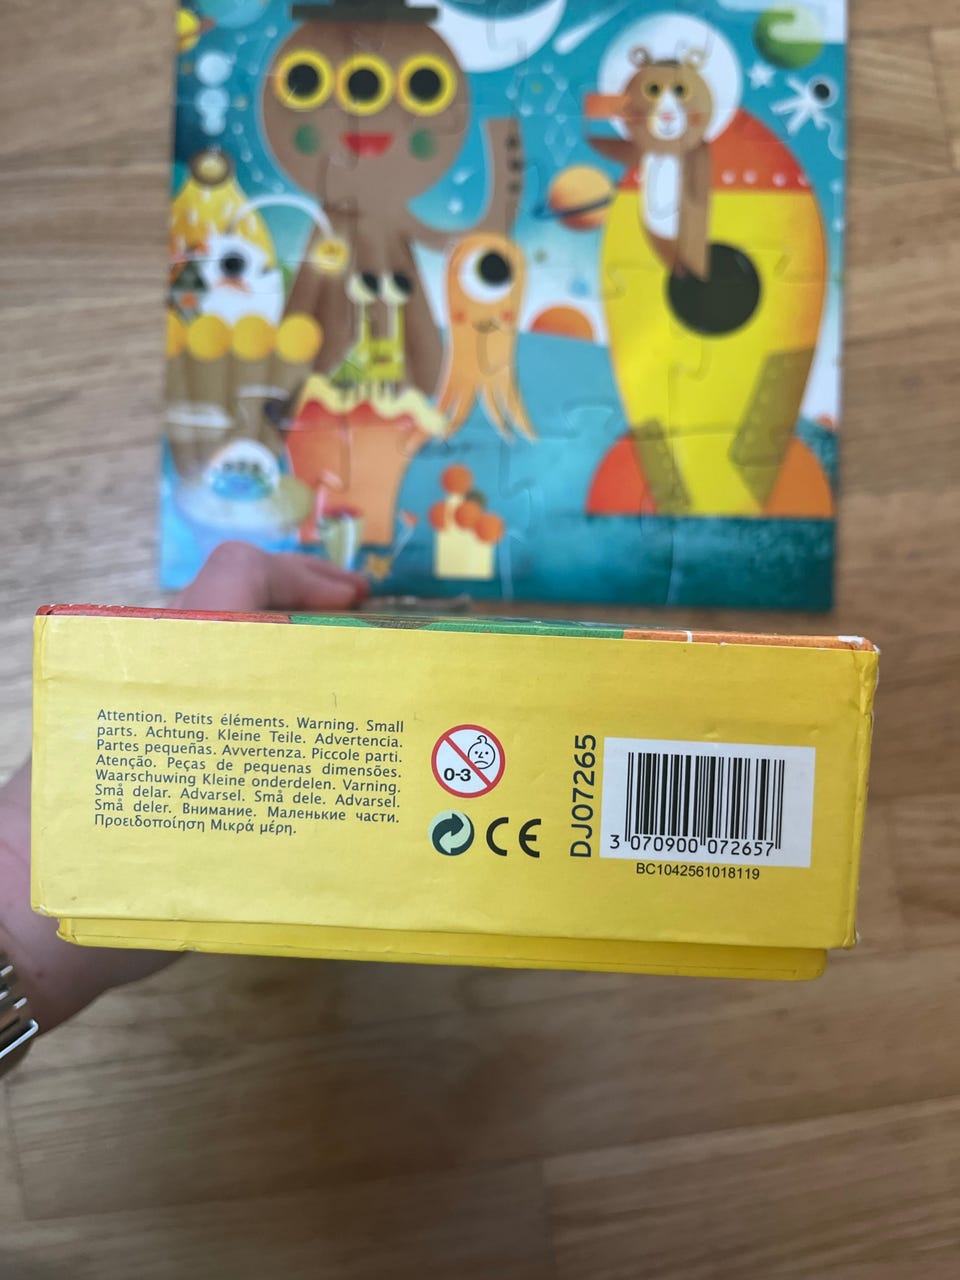 Attention. Petits éléments. Warning. Small
parts. Achtung. Kleine Teile. Advertencia.
Partes pequeñas. Avvertenza. Piccole parti.
Atenção. Peças de pequenas dimensões.
Waarschuwing Kleine onderdelen. Varning.
Små delar. Advarsel. Små dele. Advarsel.
Små deler. Внимание. Маленькие части.
Προειδοποίηση Μικρά μέρη.
0-3
CE
DJ07265
3 070900 072657
BC1042561018119